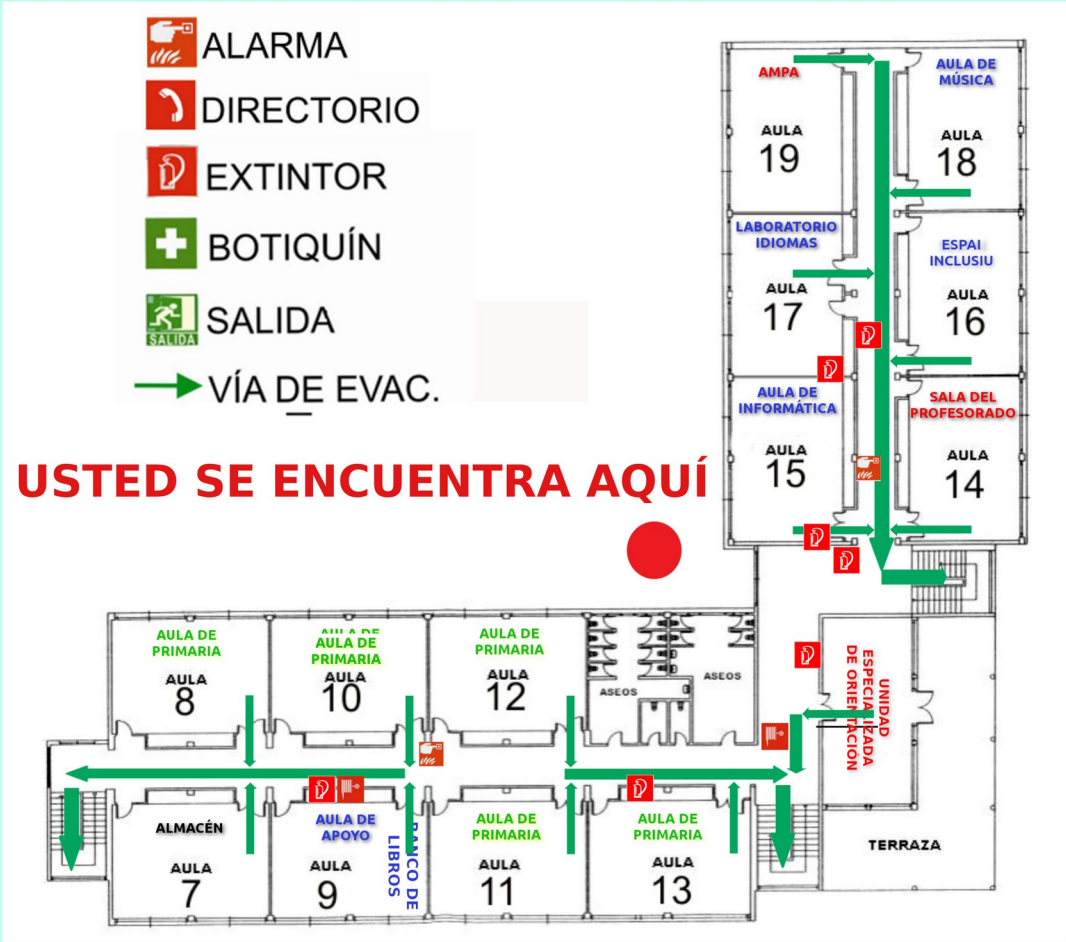 ALARMA
DIRECTORIO
EXTINTOR
BOTIQUÍN
SALIDA
SALIDA
VÍA DE EVAC.
USTED SE ENCUENTRA AQUÍ
AMPA
AULA
19
AULA DE
MÚSICA
AULA
18
LABORATORIO
IDIOMAS
AULA
17
ESPAI
INCLUSIU
AULA
16
AULA DE
INFORMÁTICA
AULA
15
SALA DEL
PROFESORADO
AULA
14
AULA DE
PRIMARIA
AULA
8
AULA DE
AULA DE
PRIMARIA
AULA
10
AULA DE
PRIMARIA
AULA
12
ASEOS
ASEOS
UNIDAD
ESPECIALIZADA
DE ORIENTACIÓN
ALMACÉN
AULA
7
AULA DE
APOYO
AULA
9
BANCO DE
LIBROS
AULA DE
PRIMARIA
AULA
11
AULA DE
PRIMARIA
AULA
13
TERRAZA